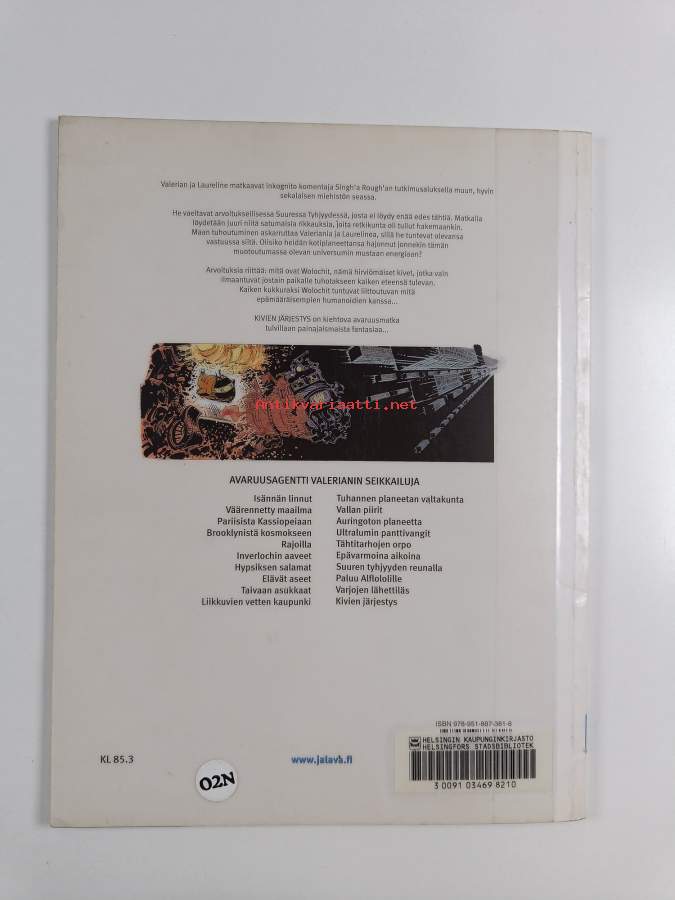 Valerian ja Laureline matkaavat inkognito komentaja Singh'a Rough'an tutkimusaluksella muun, hyvin
sekalaisen miehistön seassa.
He vaeltavat arvoituksellisessa Suuressa Tyhjyydessä, josta ei löydy enää edes tähtiä. Matkalla
löydetään juuri niitä satumaisia rikkauksia, joita retkikunta oli tullut hakemaankin.
Maan tuhoutuminen askarruttaa Valeriania ja Laurelinea, sillä he tuntevat olevansa
vastuussa siitä. Olisiko heidän kotiplaneettansa hajonnut jonnekin tämän
muotoutumassa olevan universumin mustaan energiaan?
Arvoituksia riittää: mitä ovat Wolochit, nämä hirviömäiset kivet, jotka vain
ilmaantuvat jostain paikalle tuhotakseen kaiken eteensä tulevan.
Kaiken kukkuraksi Wolochit tuntuvat liittoutuvan mitä
epämääräisempien humanoidien kanssa...
KIVIEN JÄRJESTYS on kiehtova avaruusmatka
tulvillaan painajaismaista fantasiaa...
Antikvariaatti.net
AVARUUSAGENTTI VALERIANIN SEIKKAILUJA
Isännän linnut
Väärennetty maailma
Pariisista Kassiopeiaan
Brooklynistä kosmokseen
Rajoilla
Inverlochin aaveet
Hypsiksen salamat
Elävät aseet
Taivaan asukkaat
Liikkuvien vetten kaupunki
Tuhannen planeetan valtakunta
Vallan piirit
Auringoton planeetta
Ultralumin panttivangit
Tähtitarhojen orpo
Epävarmoina aikoina
Suuren tyhjyyden reunalla
Paluu Alflololille
Varjojen lähettiläs
Kivien järjestys
ISBN 978-951-887-381-8
HELSINGIN KAUPUNGINKIRJASTO
HELSINGFORS STADSBIBLIOTEK
3 0091 03469 8210
KL 85.3
02N
www.jalava.fi